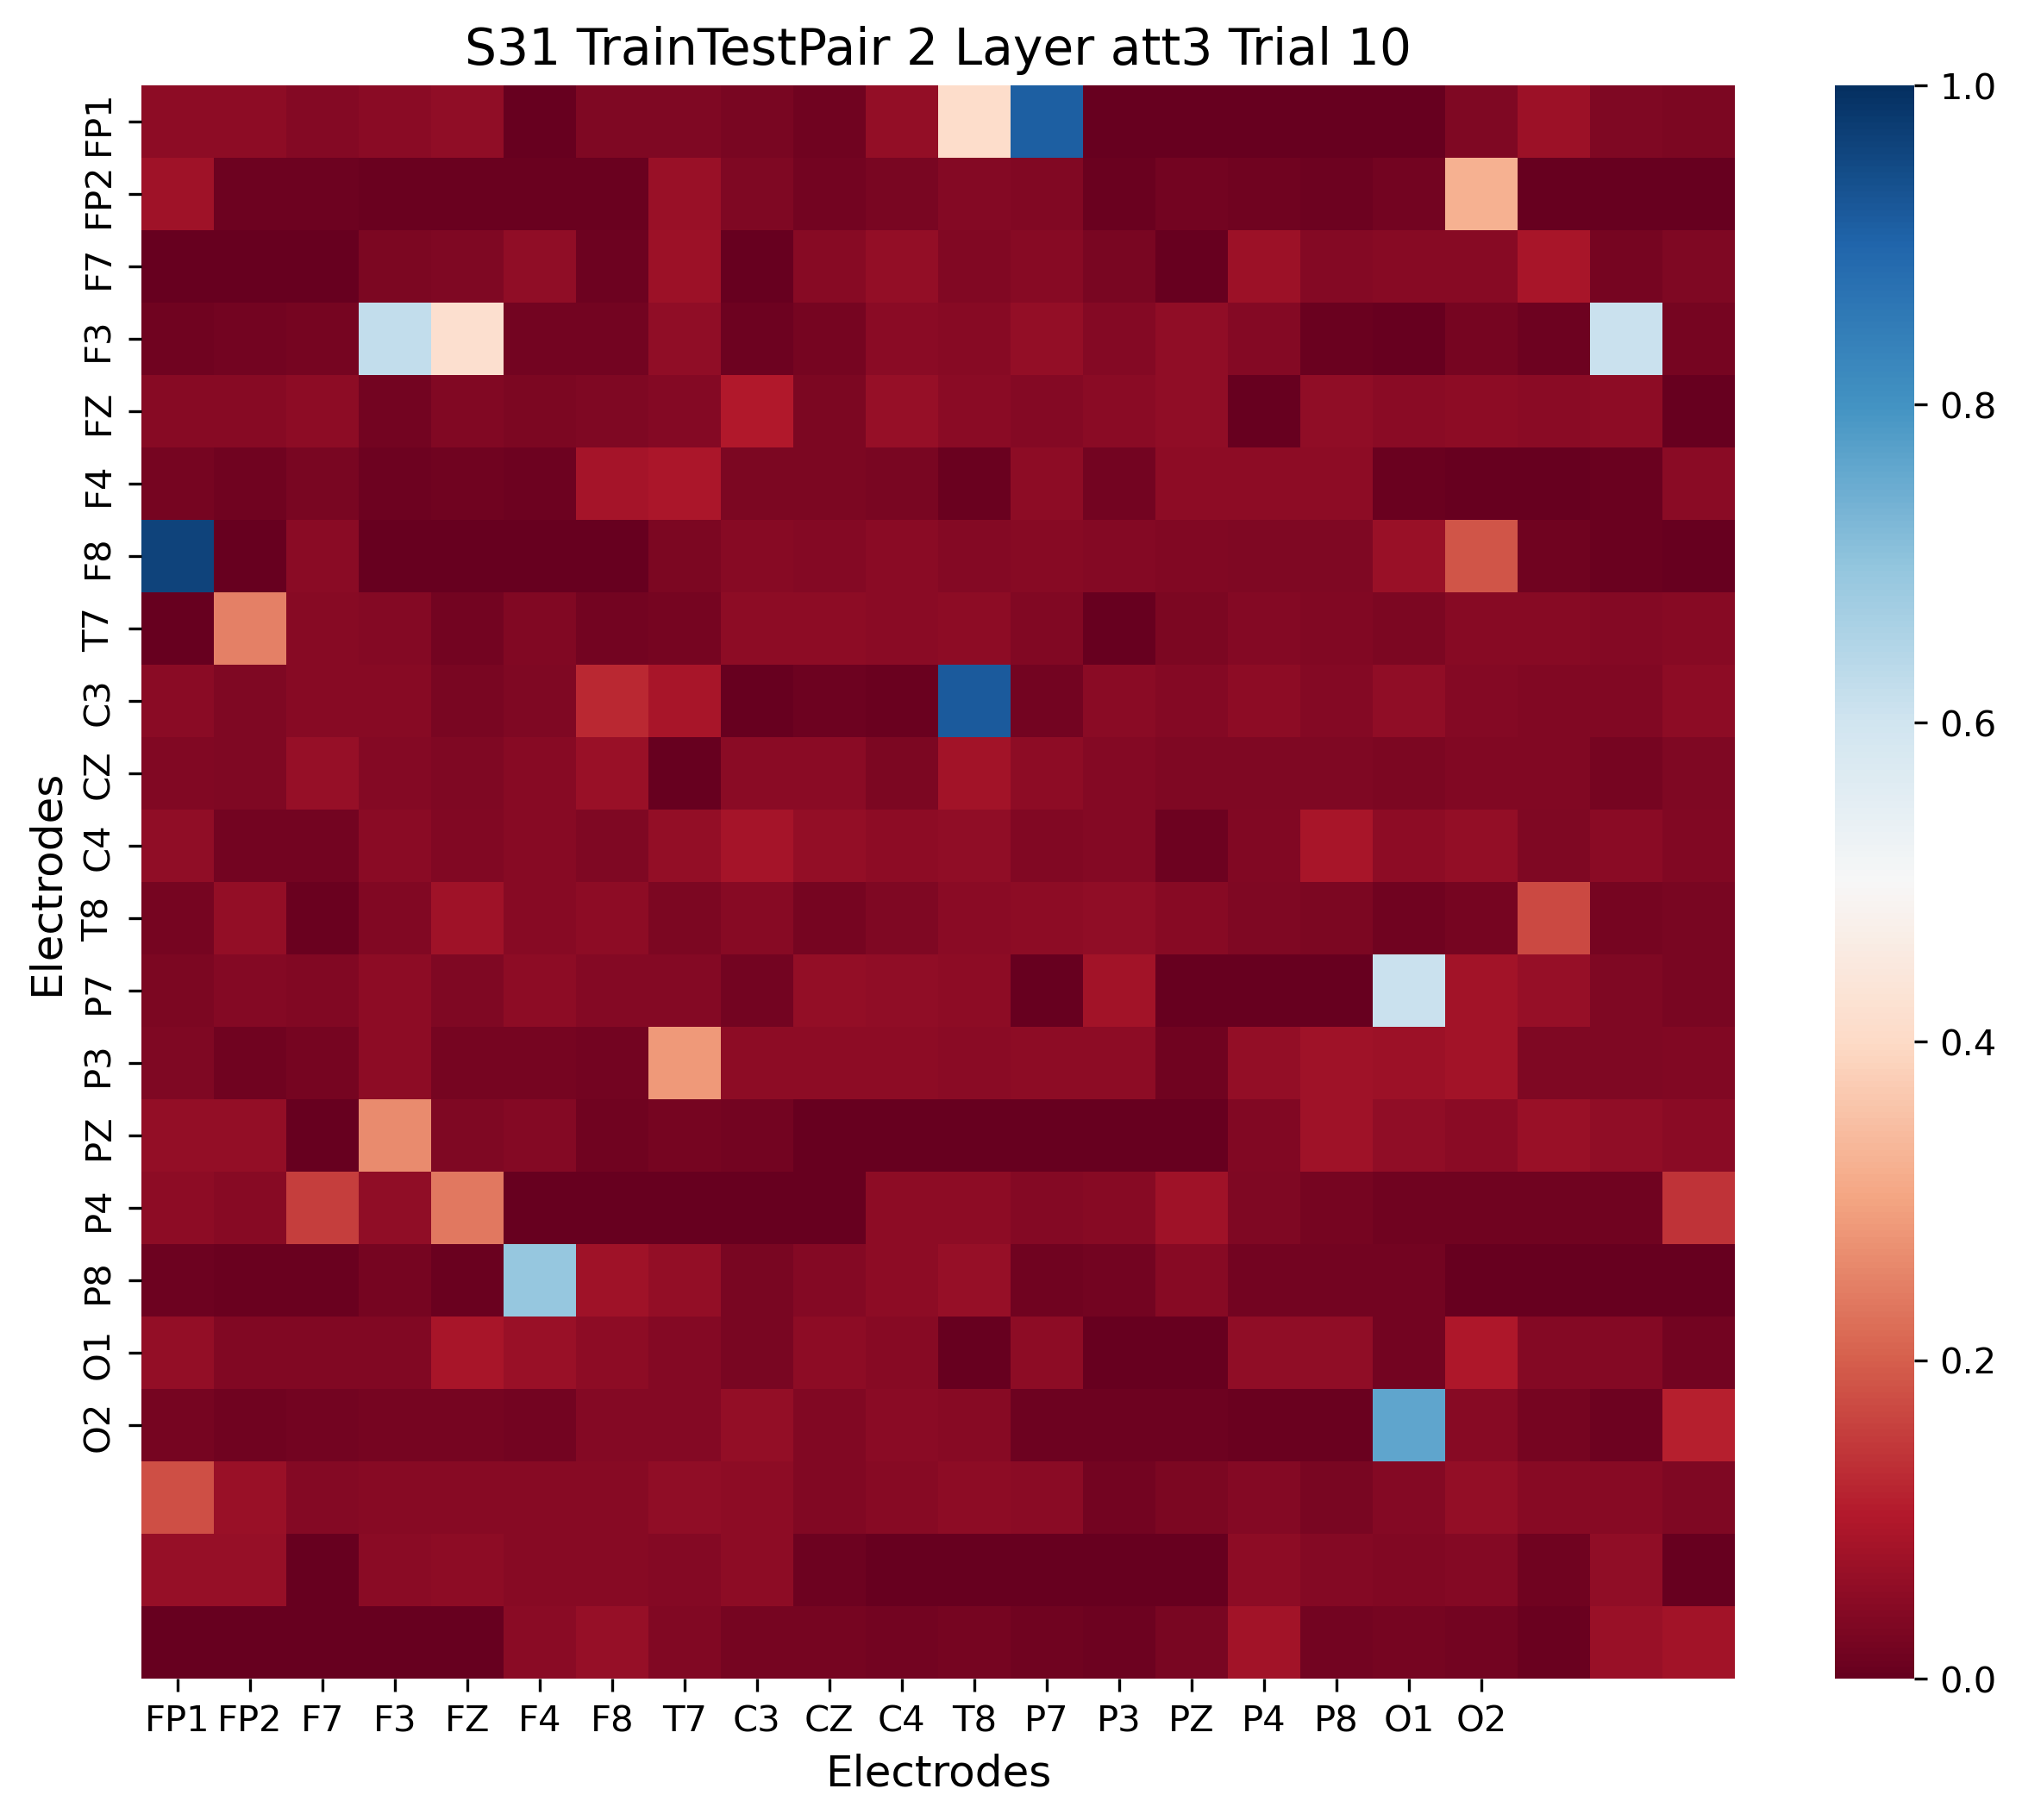 S31 TrainTestPair 2 Layer att3 Trial 10
FP1
FP2
F7
F3
FZ
F4
F8
T7
C3
CZ
C4
T8
P7
P3
PZ
P4
P8
O1
O2
Electrodes
FP1 FP2 F7 F3 FZ F4 F8 T7 C3 CZ C4 T8 P7 P3 PZ P4 P8 O1 O2
Electrodes
1.0
0.8
0.6
0.4
0.2
0.0